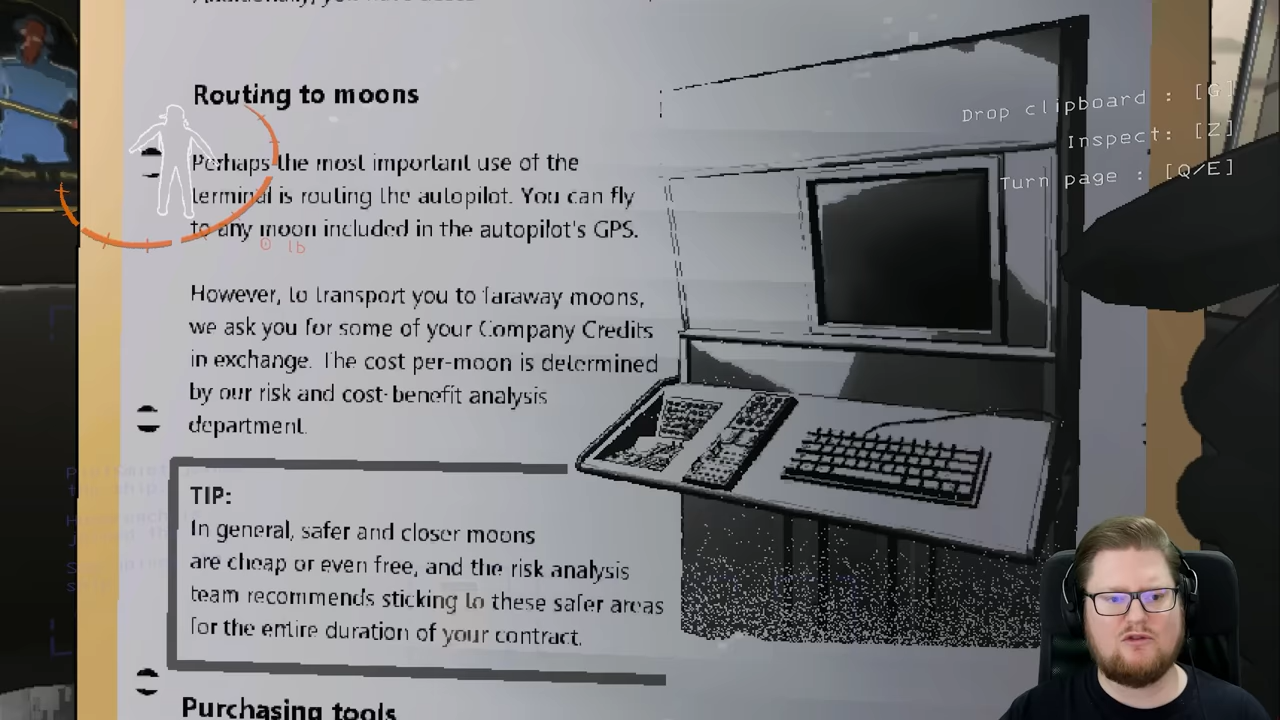 Routing to moons
Perhaps the most important use of the
terminal is routing the autopilot. You can fly
to any moon included in the autopilot's GPS.
0 lb
However, to transport you to faraway moons,
we ask you for some of your Company Credits
in exchange. The cost per-moon is determined
by our risk and cost-benefit analysis
department.
TIP:
In general, safer and closer moons
are cheap or even free, and the risk analysis
team recommends sticking to these safer areas
for the entire duration of your contract.
Purchasing tools
Drop clipboard : [G]
Inspect: [Z]
Turn page : [Q/E]